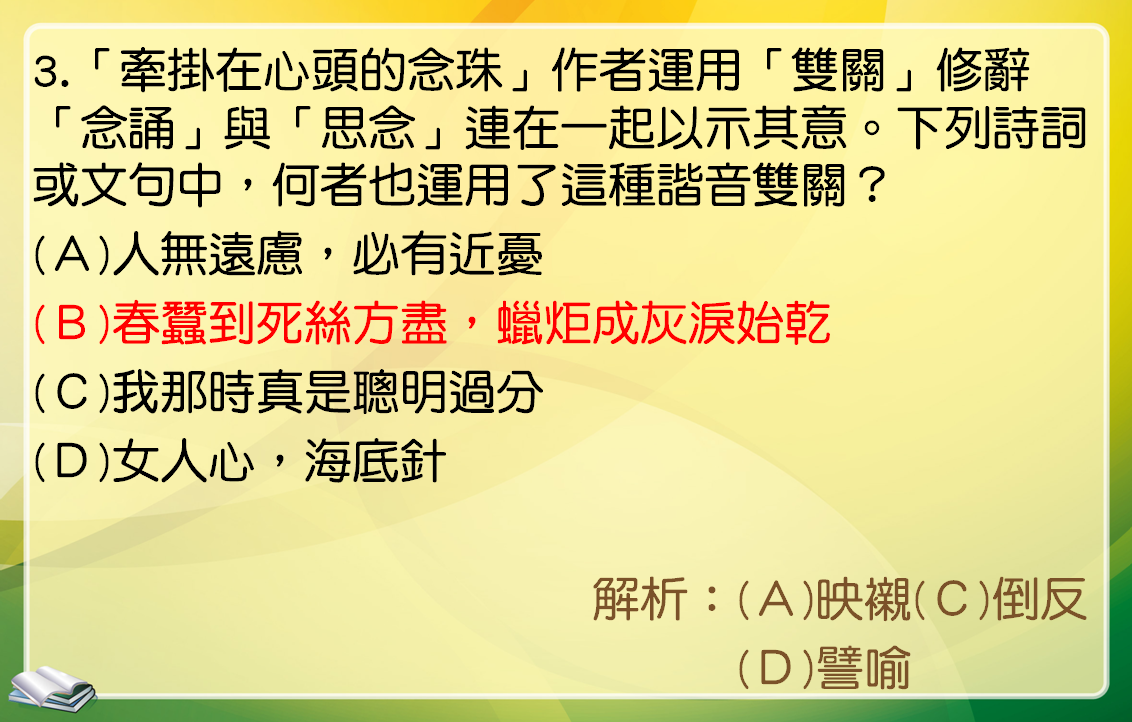 3.「牽掛在心頭的念珠」作者運用「雙關」修辭
「念誦」與「思念」連在一起以示其意。下列詩詞
或文句中，何者也運用了這種諧音雙關？
(Ａ)人無遠慮，必有近憂
(Ｂ)春蠶到死絲方盡，蠟炬成灰淚始乾
(Ｃ)我那時真是聰明過分
(Ｄ)女人心，海底針
解析：(Ａ)映襯(Ｃ)倒反
(Ｄ)譬喻